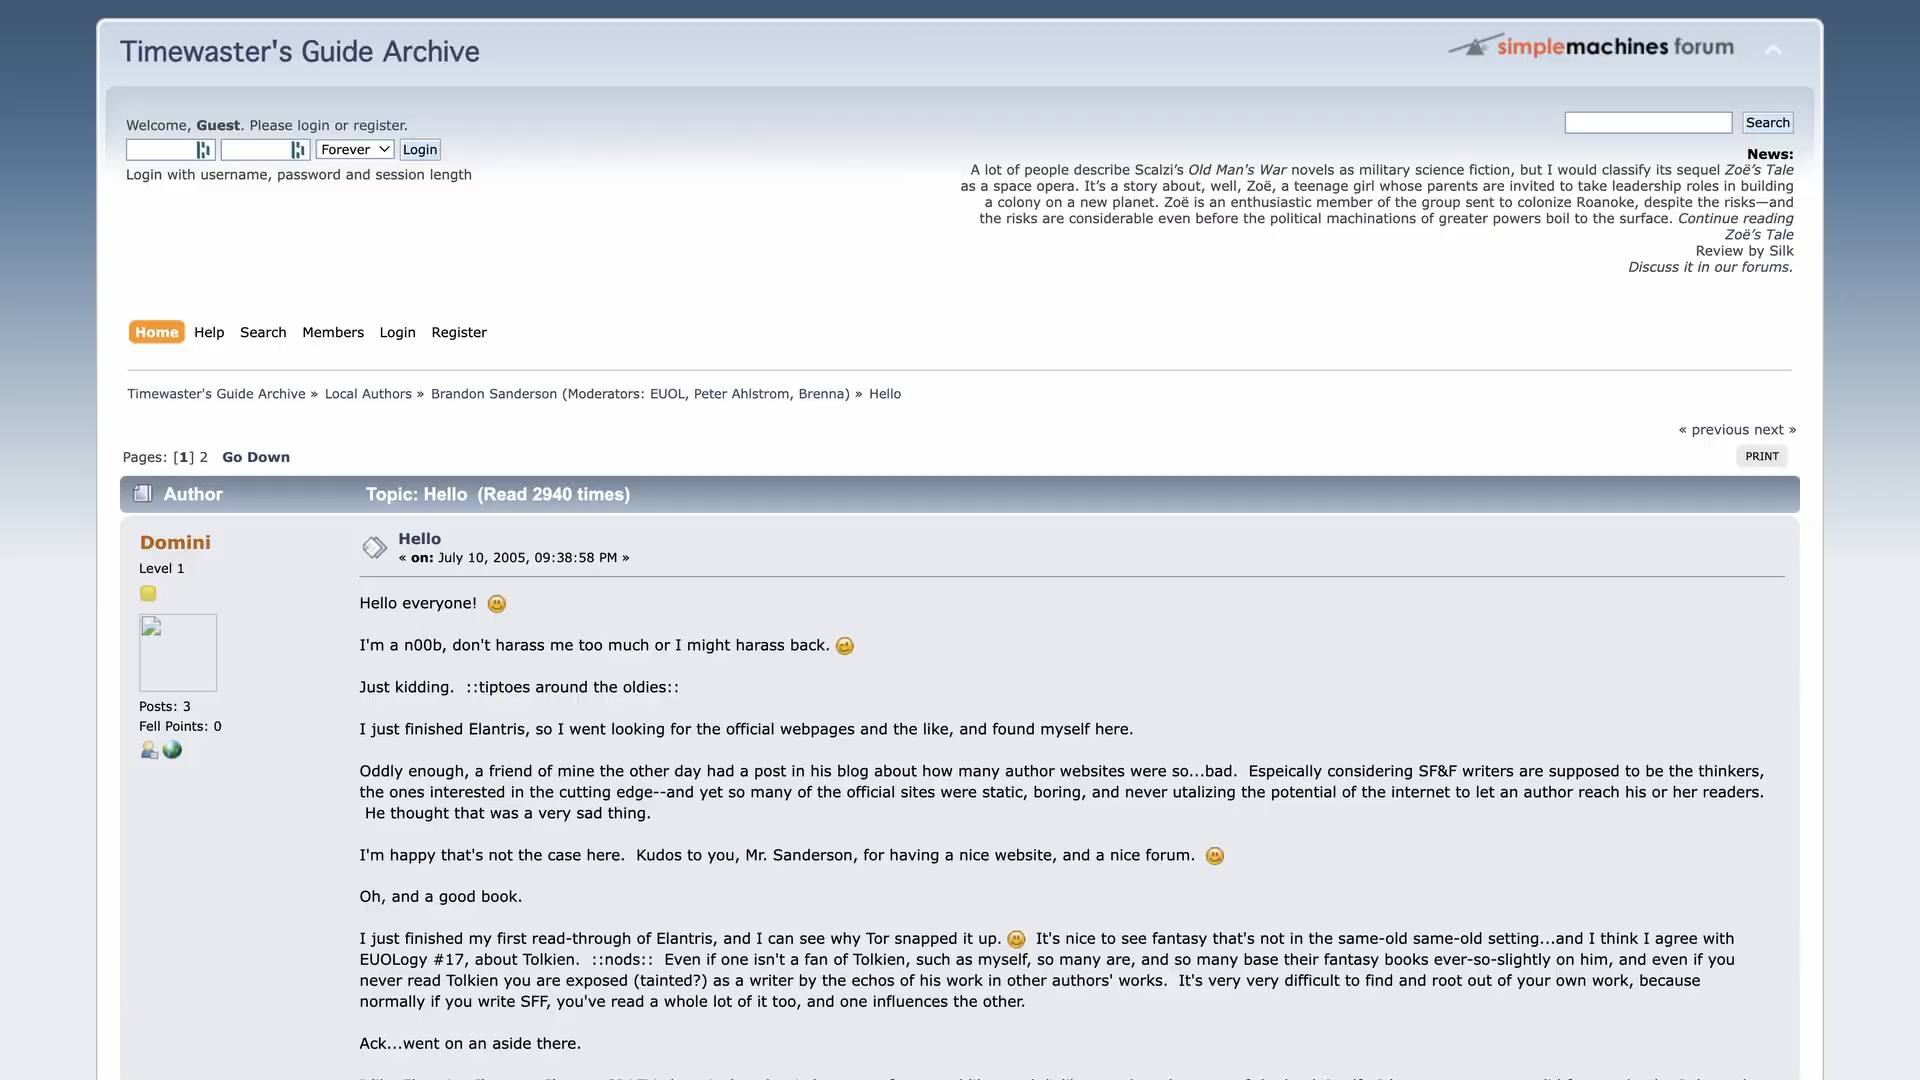 Timewaster's Guide Archive
simplemachines forum
Welcome, Guest. Please login or register.
Forever
Login
Login with username, password and session length
Search
News:
A lot of people describe Scalzi's Old Man's War novels as military science fiction, but I would classify its sequel Zoë's Tale
as a space opera. It's a story about, well, Zoë, a teenage girl whose parents are invited to take leadership roles in building
a colony on a new planet. Zoë is an enthusiastic member of the group sent to colonize Roanoke, despite the risks—and
the risks are considerable even before the political machinations of greater powers boil to the surface. Continue reading
Zoë's Tale
Review by Silk
Discuss it in our forums.
Home Help Search Members Login Register
Timewaster's Guide Archive » Local Authors » Brandon Sanderson (Moderators: EUOL, Peter Ahlstrom, Brenna) » Hello
« previous next »
Pages: [1] 2 Go Down
PRINT
Author Topic: Hello (Read 2940 times)
Domini
Level 1
Posts: 3
Fell Points: 0
Hello
« on: July 10, 2005, 09:38:58 PM »
Hello everyone!
I'm a n00b, don't harass me too much or I might harass back.
Just kidding. ::tiptoes around the oldies::
I just finished Elantris, so I went looking for the official webpages and the like, and found myself here.
Oddly enough, a friend of mine the other day had a post in his blog about how many author websites were so...bad. Espeically considering SF&F writers are supposed to be the thinkers,
the ones interested in the cutting edge--and yet so many of the official sites were static, boring, and never utalizing the potential of the internet to let an author reach his or her readers.
He thought that was a very sad thing.
I'm happy that's not the case here. Kudos to you, Mr. Sanderson, for having a nice website, and a nice forum.
Oh, and a good book.
I just finished my first read-through of Elantris, and I can see why Tor snapped it up. It's nice to see fantasy that's not in the same-old same-old setting...and I think I agree with
EUOLogy #17, about Tolkien. ::nods:: Even if one isn't a fan of Tolkien, such as myself, so many are, and so many base their fantasy books ever-so-slightly on him, and even if you
never read Tolkien you are exposed (tainted?) as a writer by the echos of his work in other authors' works. It's very very difficult to find and root out of your own work, because
normally if you write SFF, you've read a whole lot of it too, and one influences the other.
Ack...went on an aside there.